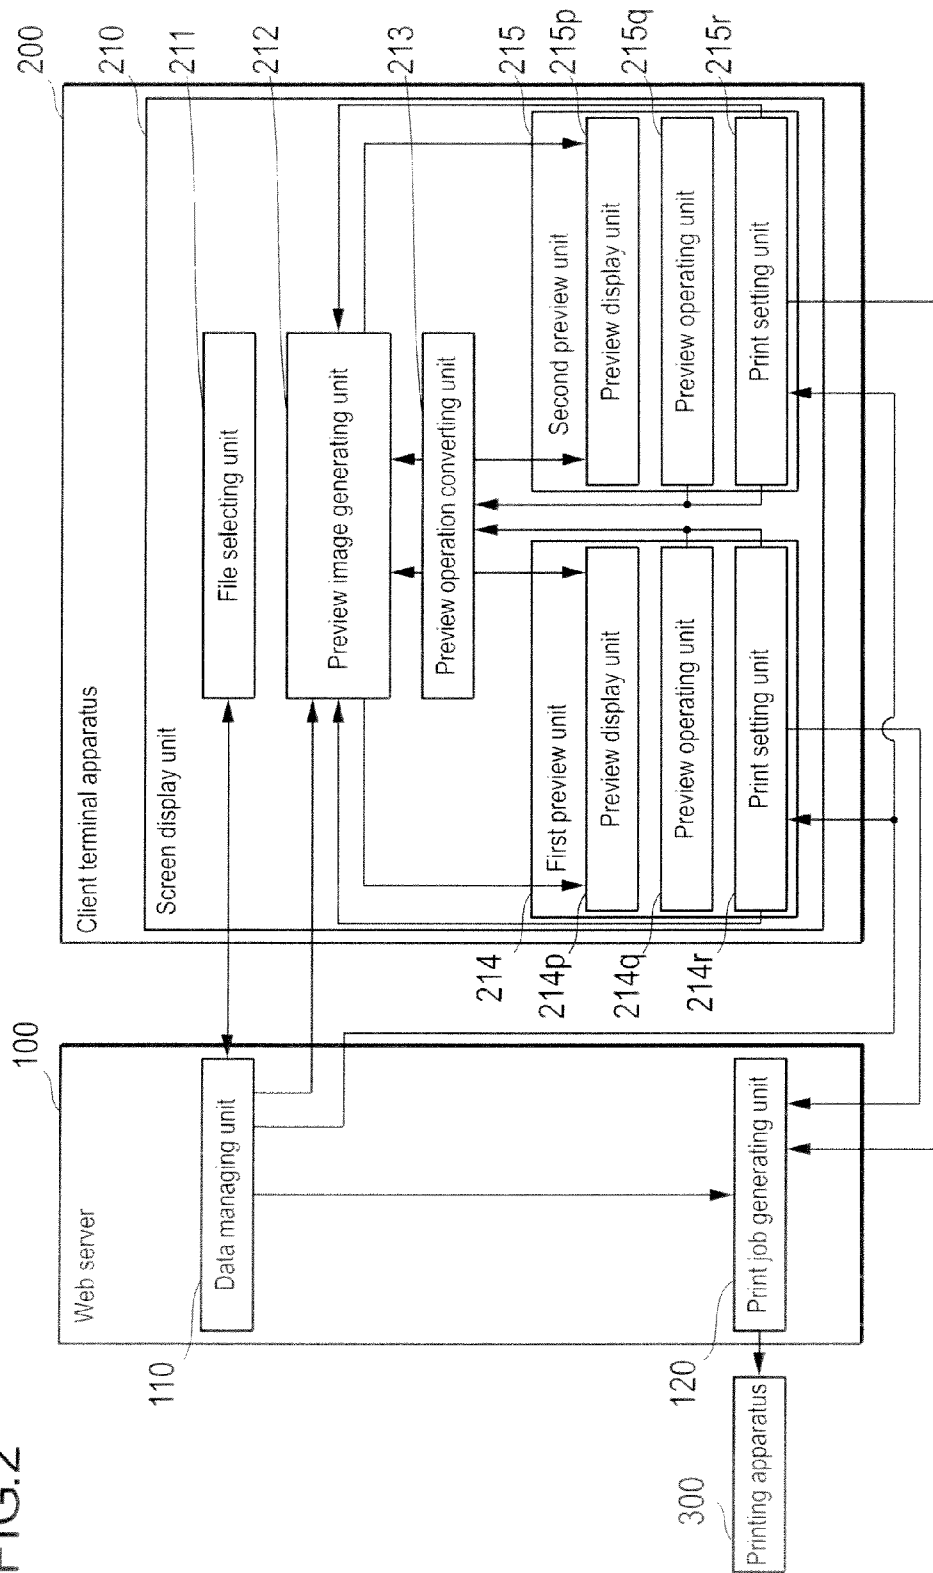 FIG.2
100
Web server
110
Data managing unit
120
Print job generating unit
300
Printing apparatus
200
Client terminal apparatus
210
Screen display unit
211
File selecting unit
212
Preview image generating unit
213
Preview operation converting unit
214
First preview unit
214p
Preview display unit
214q
Preview operating unit
214r
Print setting unit
215
Second preview unit
215p
Preview display unit
215q
Preview operating unit
215r
Print setting unit